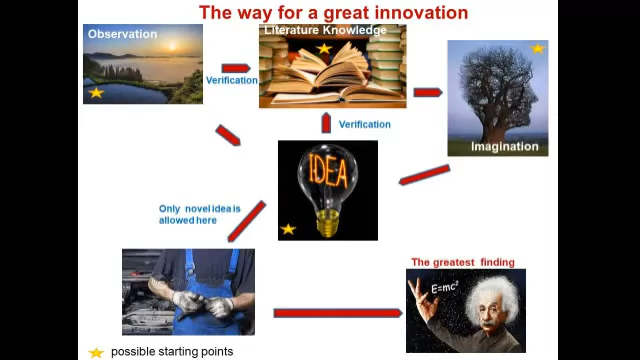 The way for a great innovation
Observation
Literature Knowledge
Verification
Verification
Imagination
IDEA
Only novel idea is
allowed here
The greatest finding
E=mc²
possible starting points